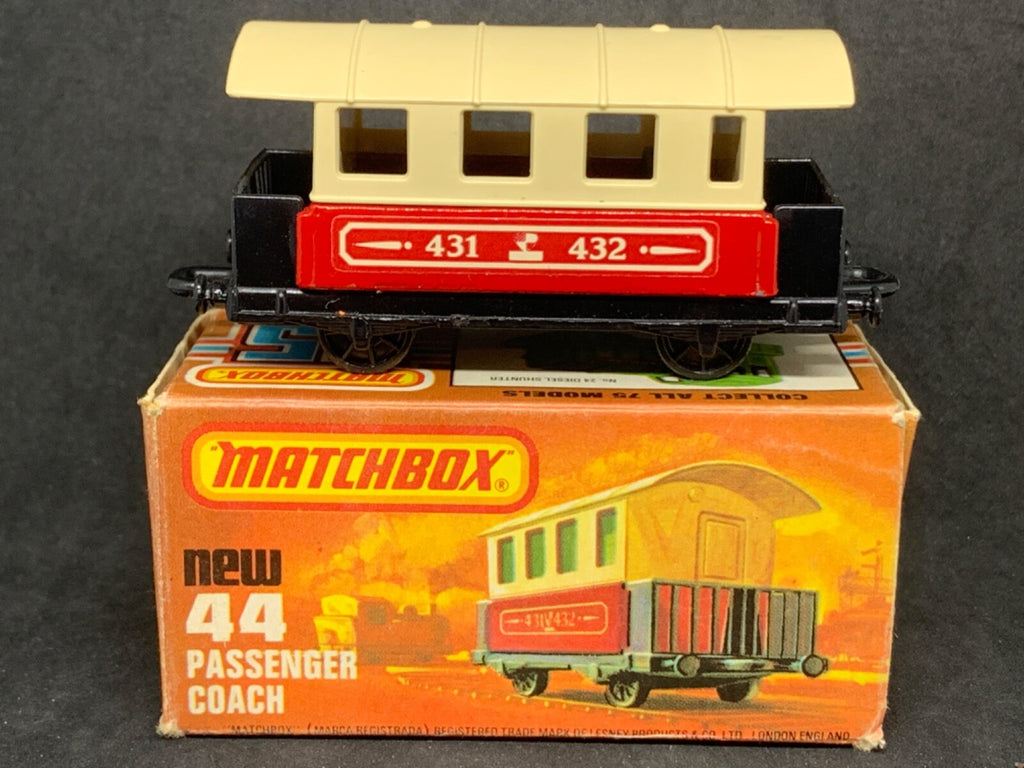 431 432
MATCHBOX
No. 24 DIESEL SHUNTER
COLLECT ALL 75 MODELS
"MATCHBOX"®
new
44
PASSENGER
COACH
431 432
"MATCHBOX" (MARCA REGISTRADA) REGISTERED TRADE MARK OF LESNEY PRODUCTS & CO. LTD., LONDON ENGLAND